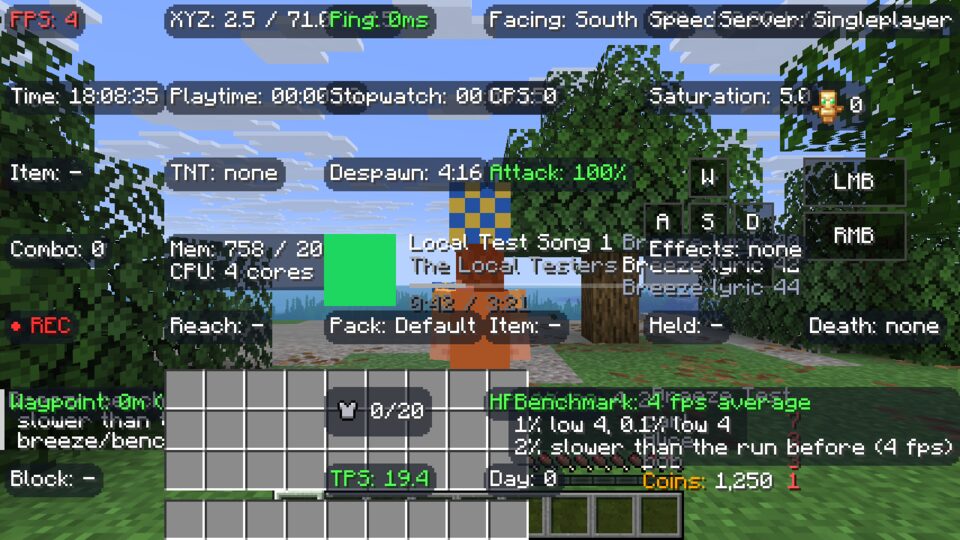 FPS: 4
XYZ: 2.5 / 71.
Ping: 0ms
Facing: South
Speed
Server: Singleplayer
Time: 18:08:35
Playtime: 00:00
Stopwatch: 00
CPS: 0
Saturation: 5.0
0
Item: -
TNT: none
Despawn: 4:16
Attack: 100%
W
LMB
A S D
RMB
Combo: 0
Mem: 758 / 20
CPU: 4 cores
Local Test Song 1
The Local Testers
0:42 / 3:21
Effects: none
Breeze lyric 42
Breeze lyric 44
• REC
Reach: -
Pack: Default
Item: -
Held: -
Death: none
Waypoint: 0m
slower than
breeze/benc
0/20
Benchmark: 4 fps average
1% low 4, 0.1% low 4
2% slower than the run before (4 fps)
Block: -
TPS: 19.4
Day: 0
Coins: 1,250
1